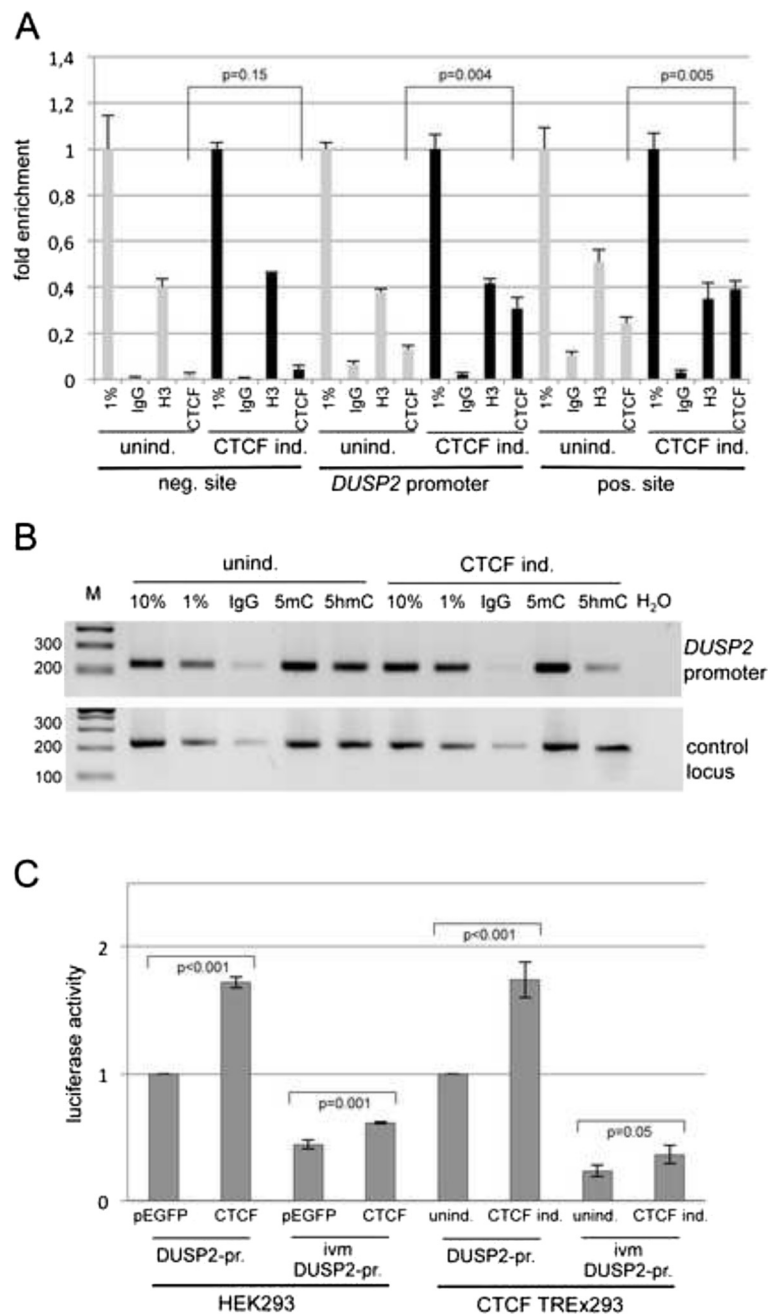 A
1,4
1,2
1
0,8
0,6
0,4
0,2
0
fold enrichment
p=0.15
p=0.004
p=0.005
1% IgG H3 CTCF 1% IgG H3 CTCF 1% IgG H3 CTCF 1% IgG H3 CTCF 1% IgG H3 CTCF 1% IgG H3 CTCF
unind. CTCF ind. unind. CTCF ind. unind. CTCF ind.
neg. site DUSP2 promoter pos. site
B
unind. CTCF ind.
M 10% 1% IgG 5mC 5hmC 10% 1% IgG 5mC 5hmC H2O
300
200
DUSP2
promoter
300
200
100
control
locus
C
2
1
0
luciferase activity
p<0.001
p=0.001
p<0.001
p=0.05
pEGFP CTCF pEGFP CTCF unind. CTCF ind. unind. CTCF ind.
DUSP2-pr. ivm DUSP2-pr. DUSP2-pr. ivm DUSP2-pr.
HEK293 CTCF TREx293